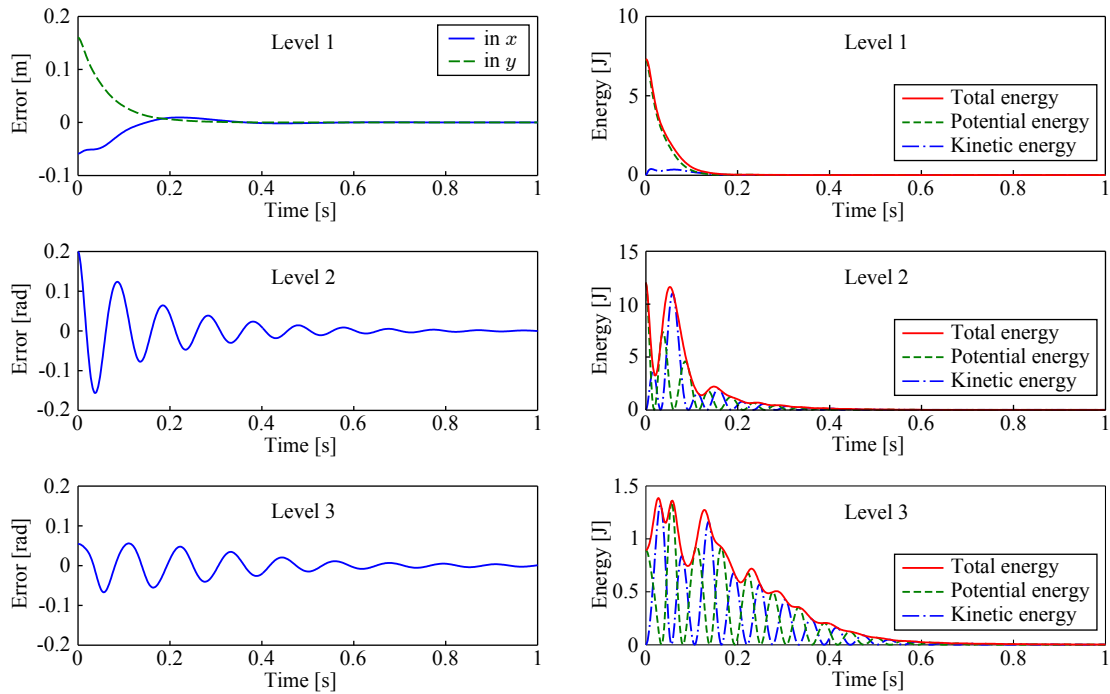 Level 1
Error [m]
0.2
0.1
0
-0.1
in x
in y
0 0.2 0.4 0.6 0.8 1
Time [s]
Level 1
Energy [J]
10
5
0
Total energy
Potential energy
Kinetic energy
0 0.2 0.4 0.6 0.8 1
Time [s]
Level 2
Error [rad]
0.2
0.1
0
-0.1
-0.2
0 0.2 0.4 0.6 0.8 1
Time [s]
Level 2
Energy [J]
15
10
5
0
Total energy
Potential energy
Kinetic energy
0 0.2 0.4 0.6 0.8 1
Time [s]
Level 3
Error [rad]
0.2
0.1
0
-0.1
-0.2
0 0.2 0.4 0.6 0.8 1
Time [s]
Level 3
Energy [J]
1.5
1
0.5
0
Total energy
Potential energy
Kinetic energy
0 0.2 0.4 0.6 0.8 1
Time [s]